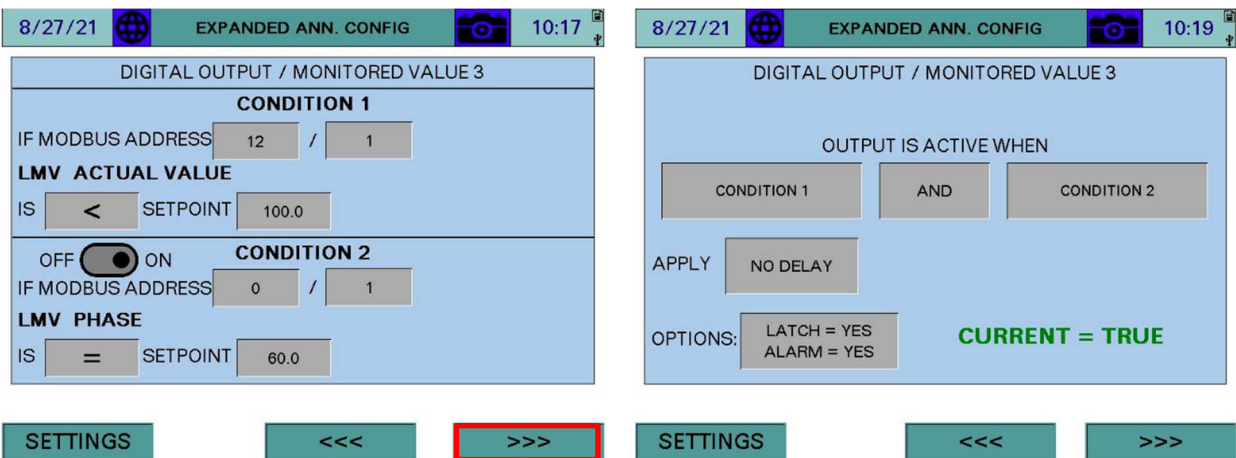 8/27/21 EXPANDED ANN. CONFIG 10:17
DIGITAL OUTPUT / MONITORED VALUE 3
CONDITION 1
IF MODBUS ADDRESS 12 / 1
LMV ACTUAL VALUE
IS < SETPOINT 100.0
OFF ON CONDITION 2
IF MODBUS ADDRESS 0 / 1
LMV PHASE
IS = SETPOINT 60.0
SETTINGS <<< >>>
8/27/21 EXPANDED ANN. CONFIG 10:19
DIGITAL OUTPUT / MONITORED VALUE 3
OUTPUT IS ACTIVE WHEN
CONDITION 1 AND CONDITION 2
APPLY NO DELAY
OPTIONS: LATCH = YES
ALARM = YES
CURRENT = TRUE
SETTINGS <<< >>>